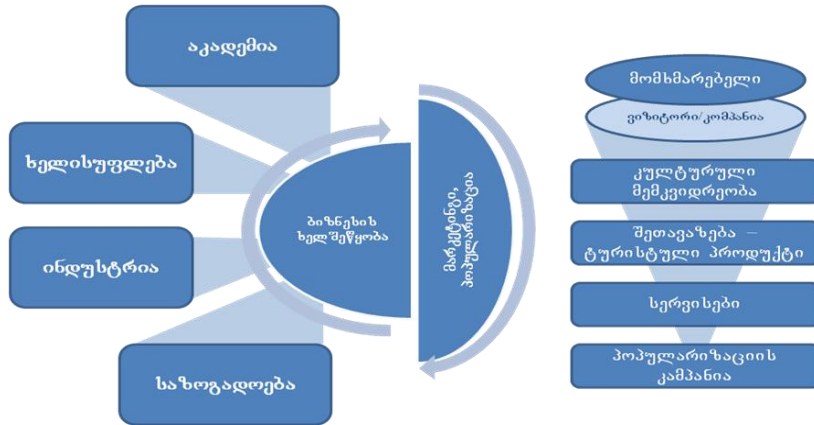 აკადემია
ხელისუფლება
ინდუსტრია
საზოგადოება
ბიზნესის
ხელშეწყობა
მარკეტინგი,
პოპულარიზაცია
მომხმარებელი
ვიზიტორი/კომპანია
კულტურული
მემკვიდრეობა
შეთავაზება –
ტურისტული პროდუქტი
სერვისები
პოპულარიზაციის
კამპანია